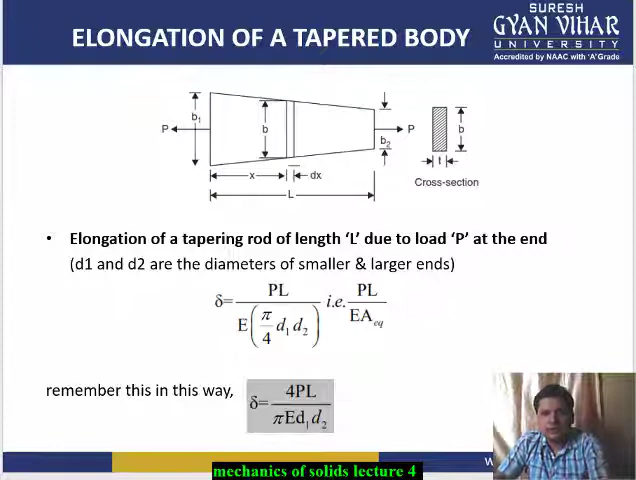 SURESH
GYAN VIHAR
UNIVERSITY
Accredited by NAAC with 'A' Grade
ELONGATION OF A TAPERED BODY
P b₁ b b₂ P b
x dx t
L
Cross-section
• Elongation of a tapering rod of length 'L' due to load 'P' at the end
(d1 and d2 are the diameters of smaller & larger ends)
δ= PL / E(π/4 d₁ d₂) i.e. PL / EA_eq
remember this in this way, δ= 4PL / πEd₁d₂
mechanics of solids lecture 4